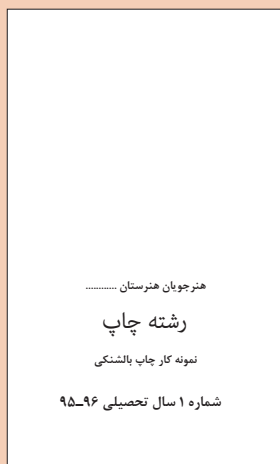 هنرجویان هنرستان ............
رشته چاپ
نمونه کار چاپ بالشتکی
شماره ۱ سال تحصیلی ۹۶ـ۹۵